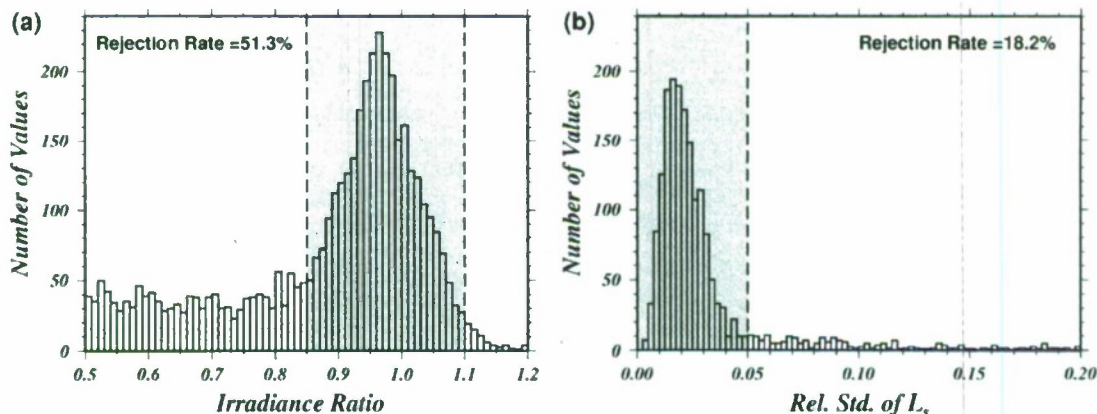 (a)
Rejection Rate =51.3%
Number of Values
200
150
100
50
0
0.5 0.6 0.7 0.8 0.9 1.0 1.1 1.2
Irradiance Ratio
(b)
Rejection Rate =18.2%
Number of Values
200
150
100
50
0
0.00 0.05 0.10 0.15 0.20
Rel. Std. of Ls